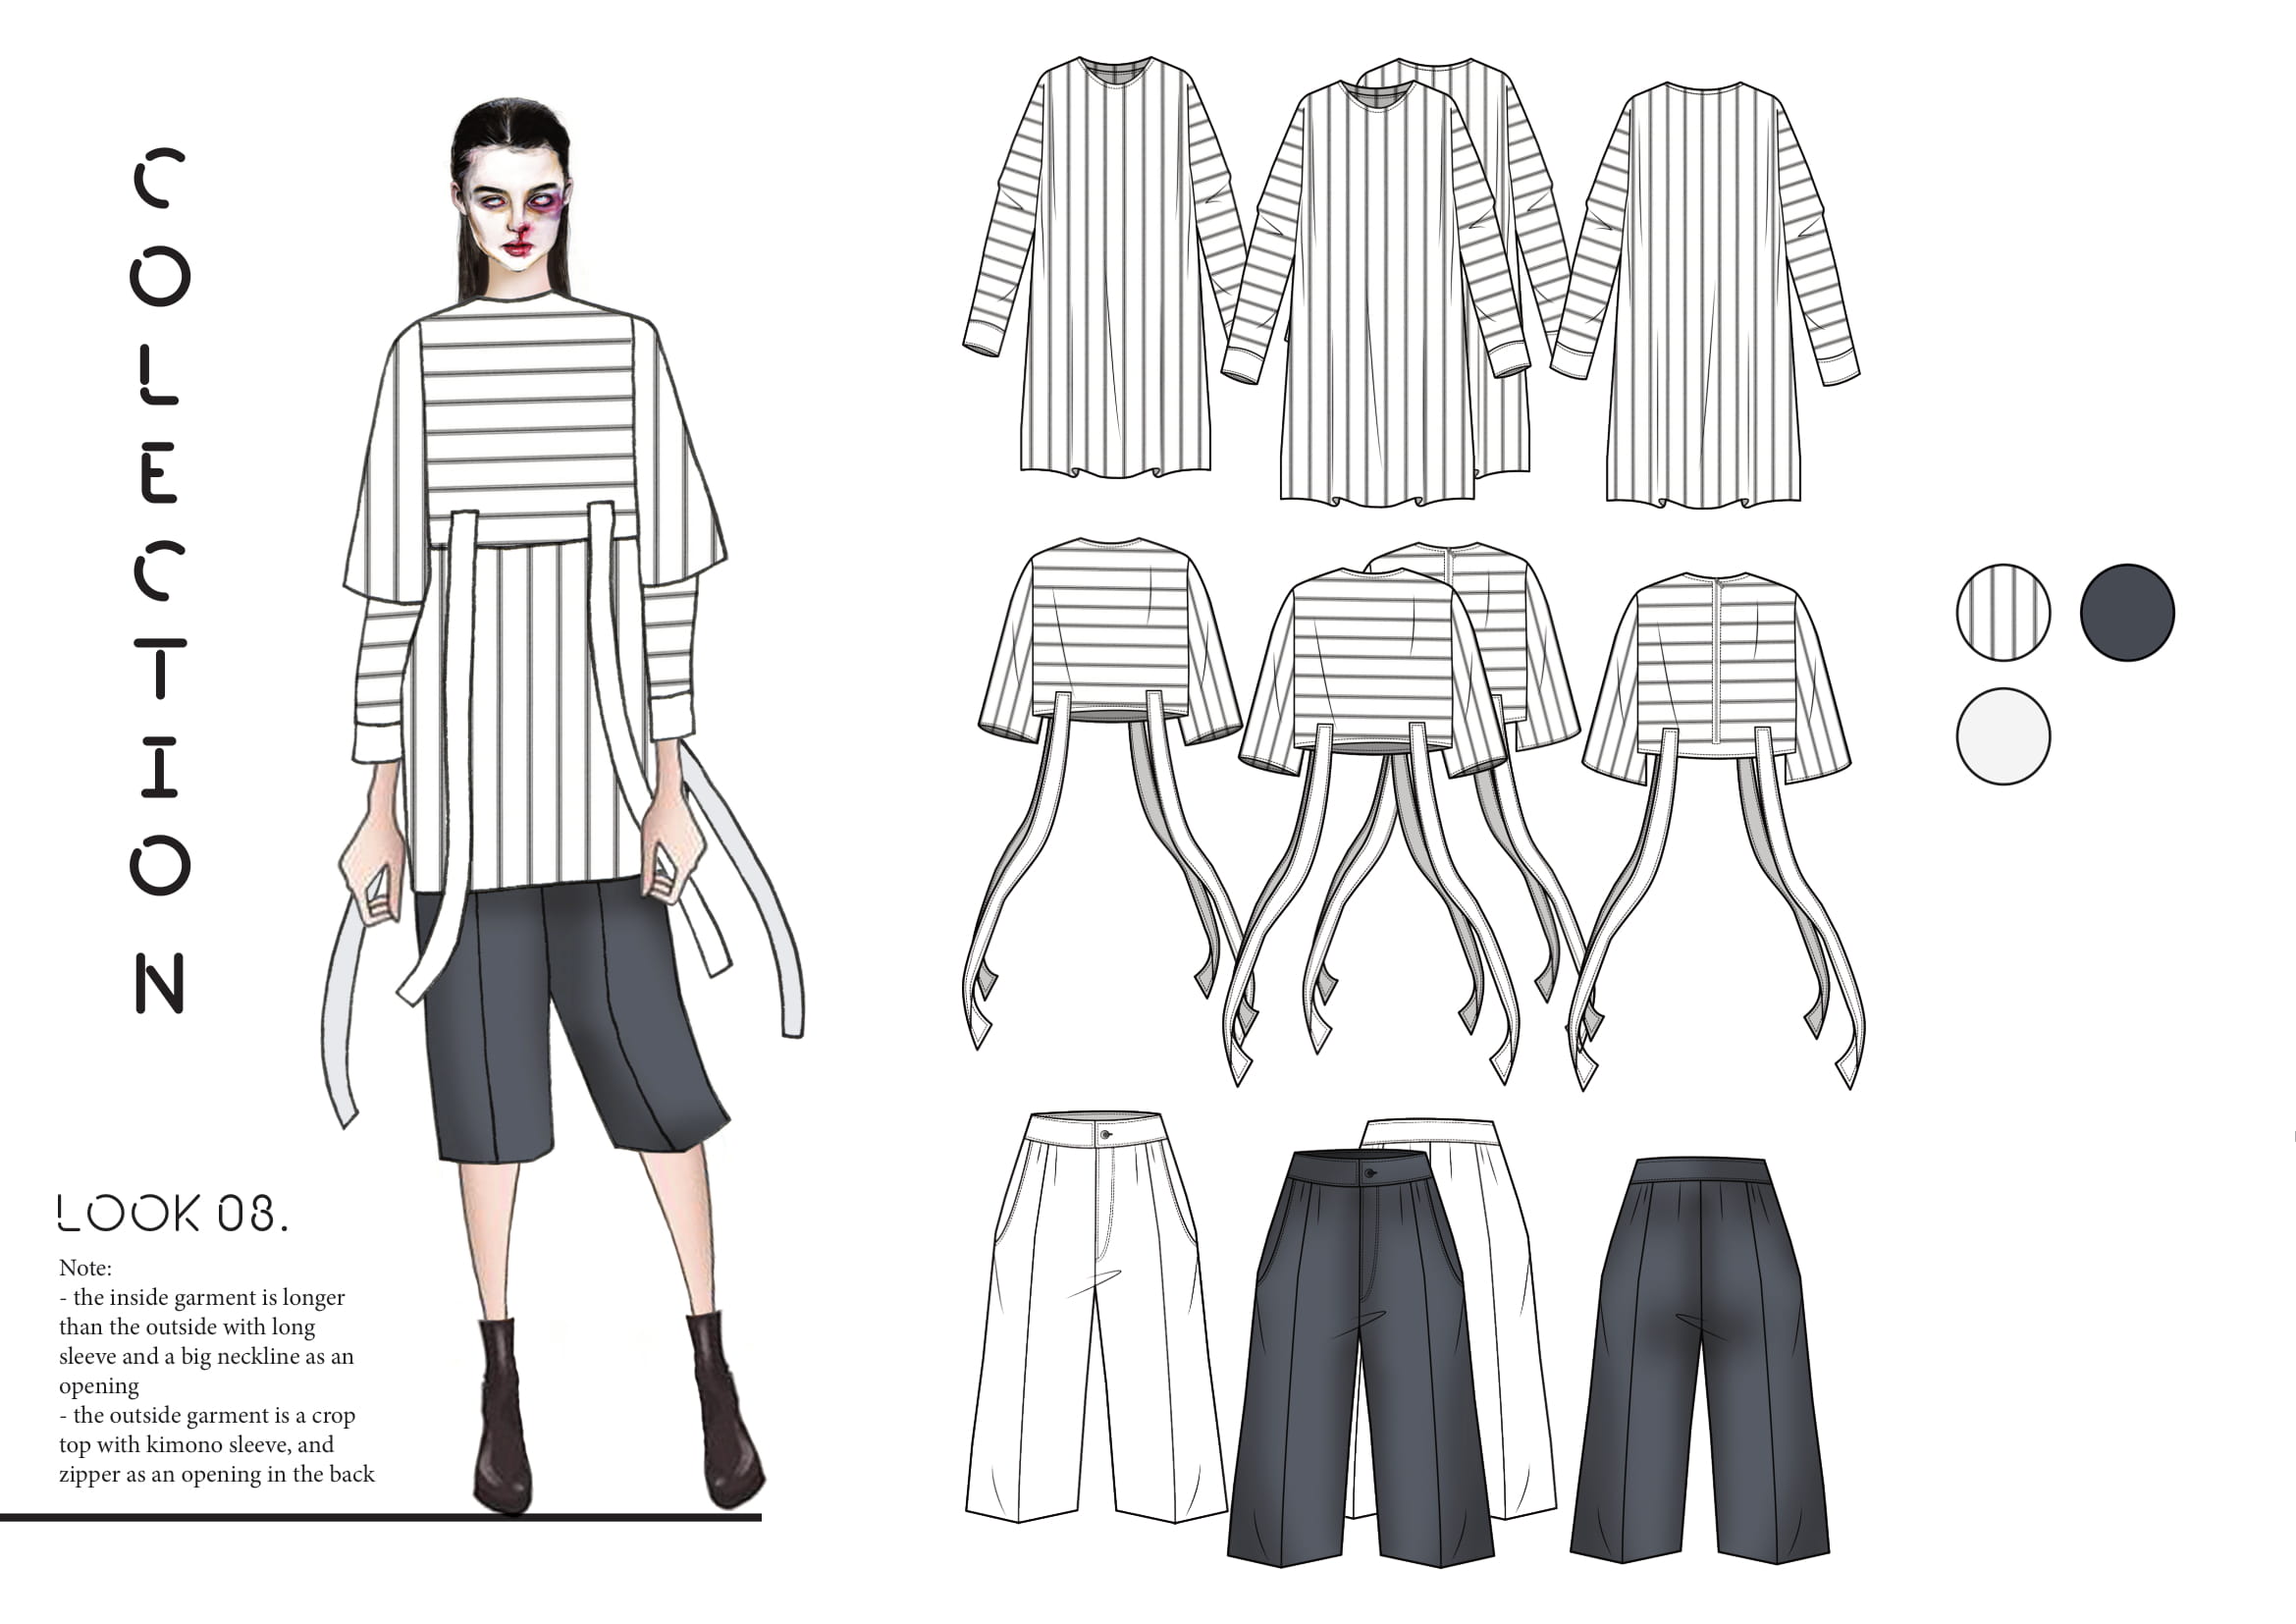 COLECTION
LOOK 08.
Note:
- the inside garment is longer
than the outside with long
sleeve and a big neckline as an
opening
- the outside garment is a crop
top with kimono sleeve, and
zipper as an opening in the back